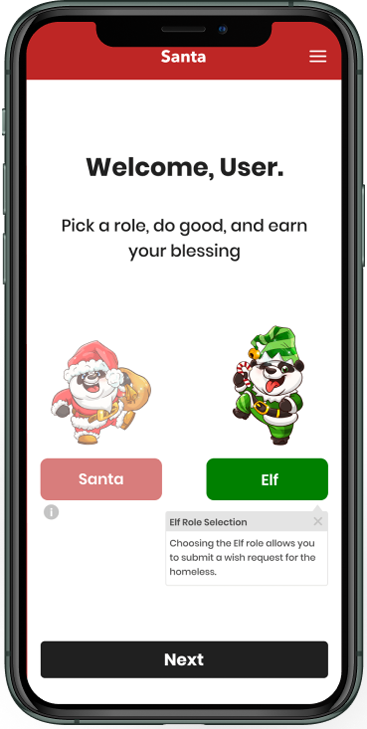 Santa
Welcome, User.
Pick a role, do good, and earn
your blessing
Santa
Elf
i
Elf Role Selection
Choosing the Elf role allows you
to submit a wish request for the
homeless.
Next